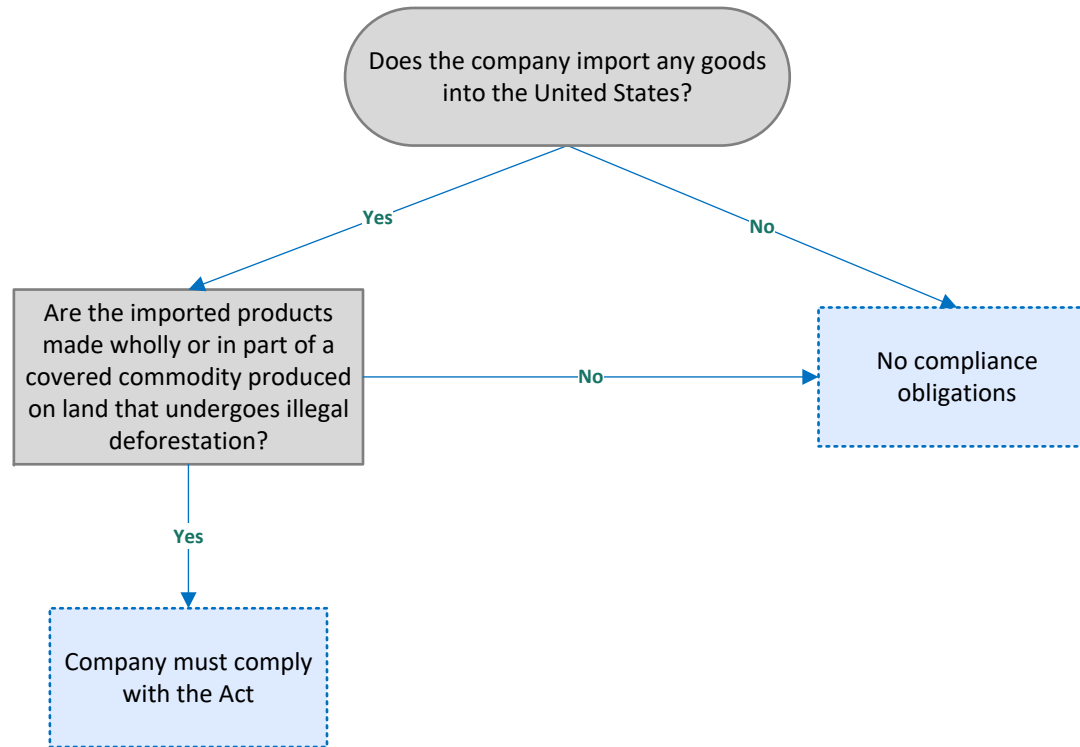 Does the company import any goods
into the United States?
Yes
No
Are the imported products
made wholly or in part of a
covered commodity produced
on land that undergoes illegal
deforestation?
No
No compliance
obligations
Yes
Company must comply
with the Act